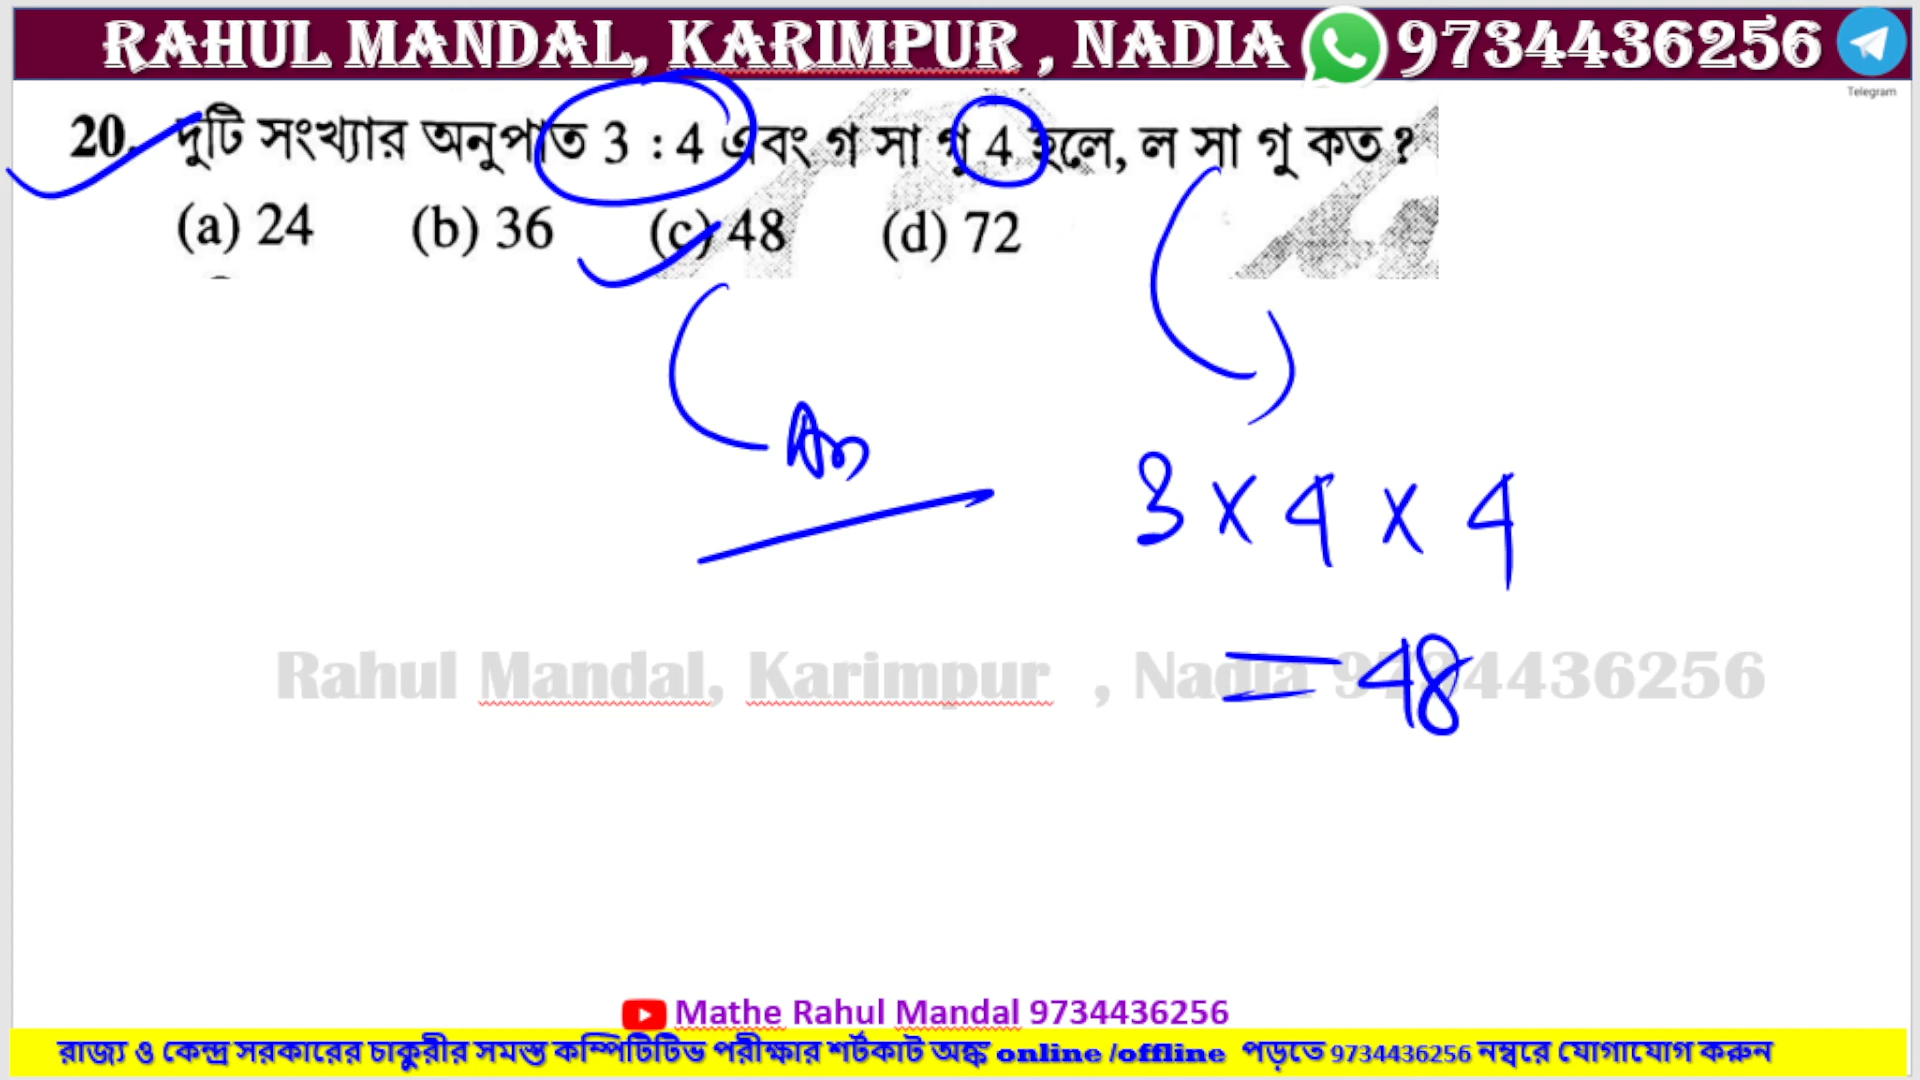 RAHUL MANDAL, KARIMPUR , NADIA 9734436256
Telegram
20. দুটি সংখ্যার অনুপাত 3 : 4 এবং গ সা গু 4 হলে, ল সা গু কত ?
(a) 24 (b) 36 (c) 48 (d) 72
Ans
3 × 4 × 4
= 48
Rahul Mandal, Karimpur , Nadia 9734436256
Mathe Rahul Mandal 9734436256
রাজ্য ও কেন্দ্র সরকারের চাকুরীর সমস্ত কম্পিটিটিভ পরীক্ষার শর্টকাট অঙ্ক online /offline পড়তে 9734436256 নম্বরে যোগাযোগ করুন